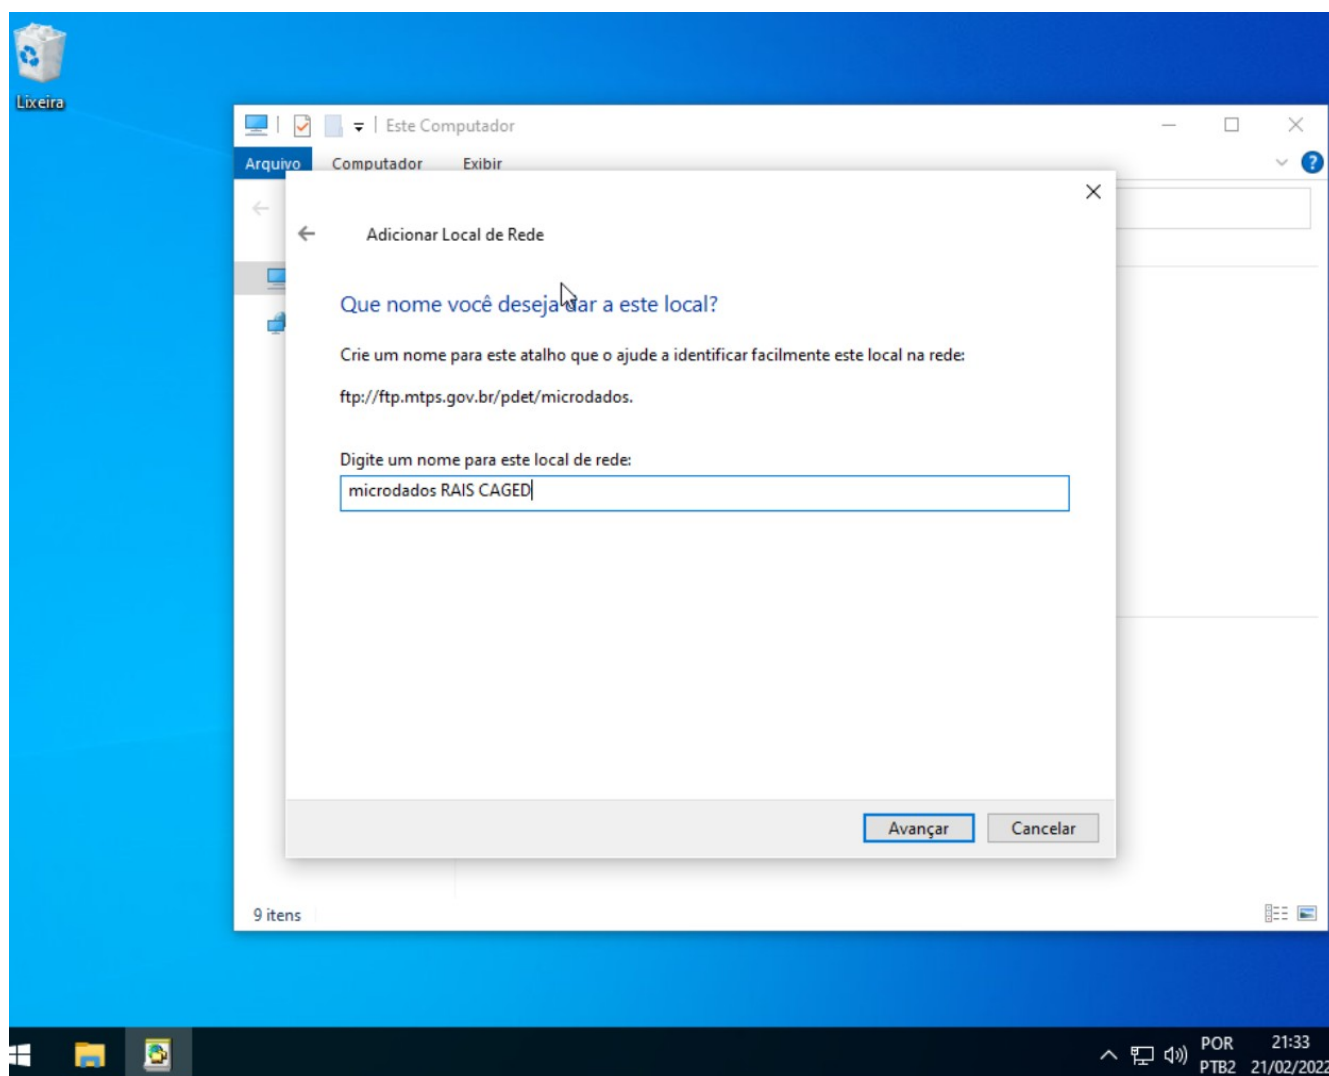 Lixeira
Este Computador
Arquivo Computador Exibir
Adicionar Local de Rede
Que nome você deseja dar a este local?
Crie um nome para este atalho que o ajude a identificar facilmente este local na rede:
ftp://ftp.mtps.gov.br/pdet/microdados.
Digite um nome para este local de rede:
microdados RAIS CAGED
Avançar Cancelar
9 itens
POR 21:33
PTB2 21/02/2022